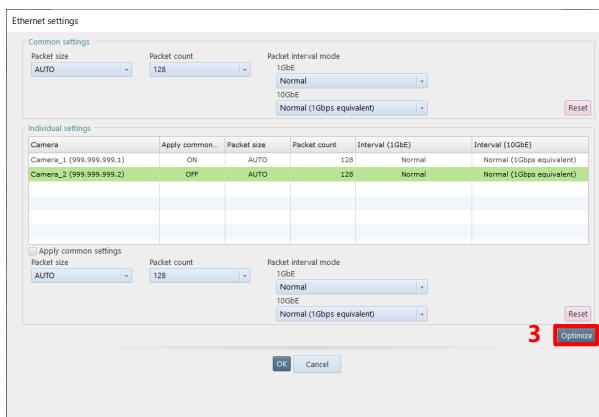 Ethernet settings
Common settings
Packet size Packet count Packet interval mode
1GbE
AUTO 128 Normal
10GbE
Normal (1Gbps equivalent) Reset
Individual settings
Camera Apply common... Packet size Packet count Interval (1GbE) Interval (10GbE)
Camera_1 (999.999.999.1) ON AUTO 128 Normal Normal (1Gbps equivalent)
Camera_2 (999.999.999.2) OFF AUTO 128 Normal Normal (1Gbps equivalent)
Apply common settings
Packet size Packet count Packet interval mode
1GbE
AUTO 128 Normal
10GbE
Normal (1Gbps equivalent) Reset
3 Optimize
OK Cancel